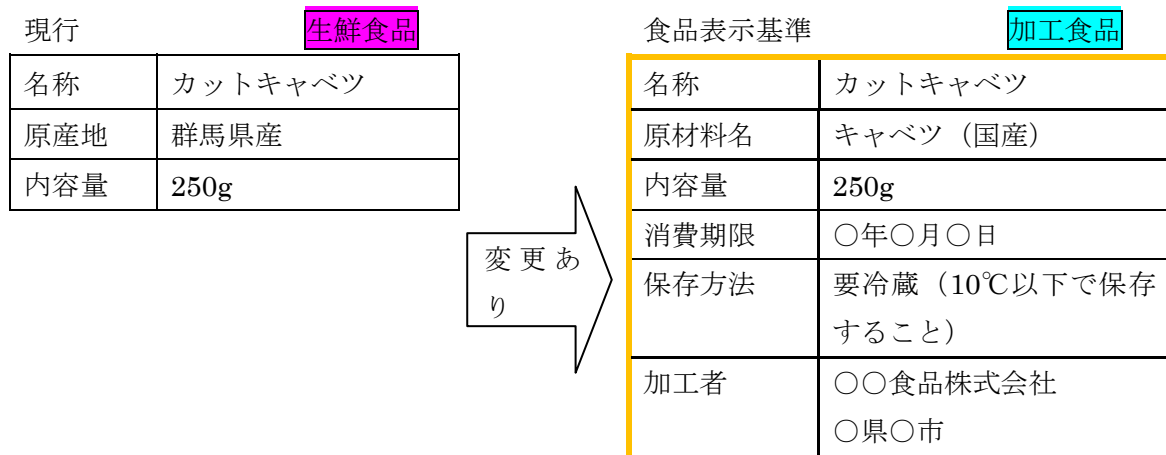 現行
生鮮食品
名称
カットキャベツ
原産地
群馬県産
内容量
250g
変更あ
り
食品表示基準
加工食品
名称
カットキャベツ
原材料名
キャベツ（国産）
内容量
250g
消費期限
○年○月○日
保存方法
要冷蔵（10℃以下で保存
すること）
加工者
○○食品株式会社
○県○市